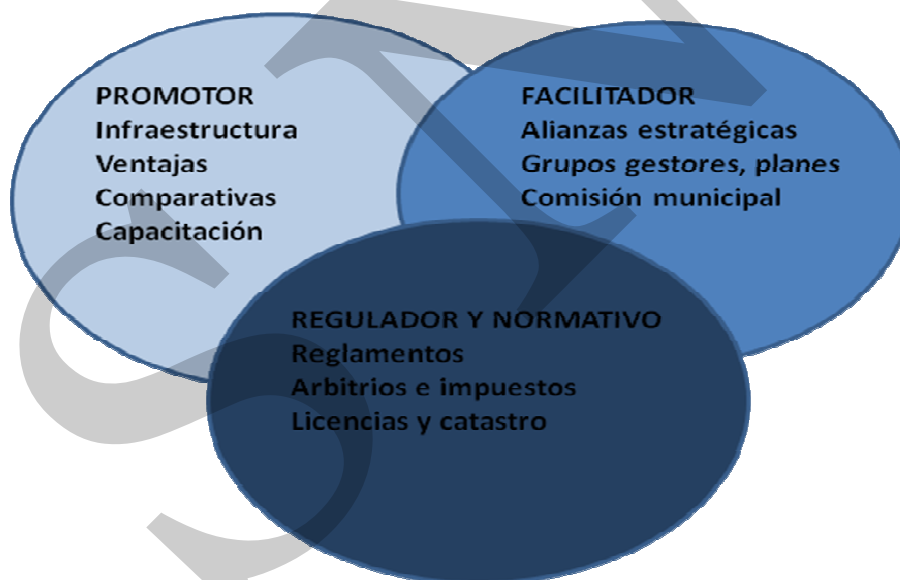 PROMOTOR
Infraestructura
Ventajas
Comparativas
Capacitación
FACILITADOR
Alianzas estratégicas
Grupos gestores, planes
Comisión municipal
REGULADOR Y NORMATIVO
Reglamentos
Arbitrios e impuestos
Licencias y catastro